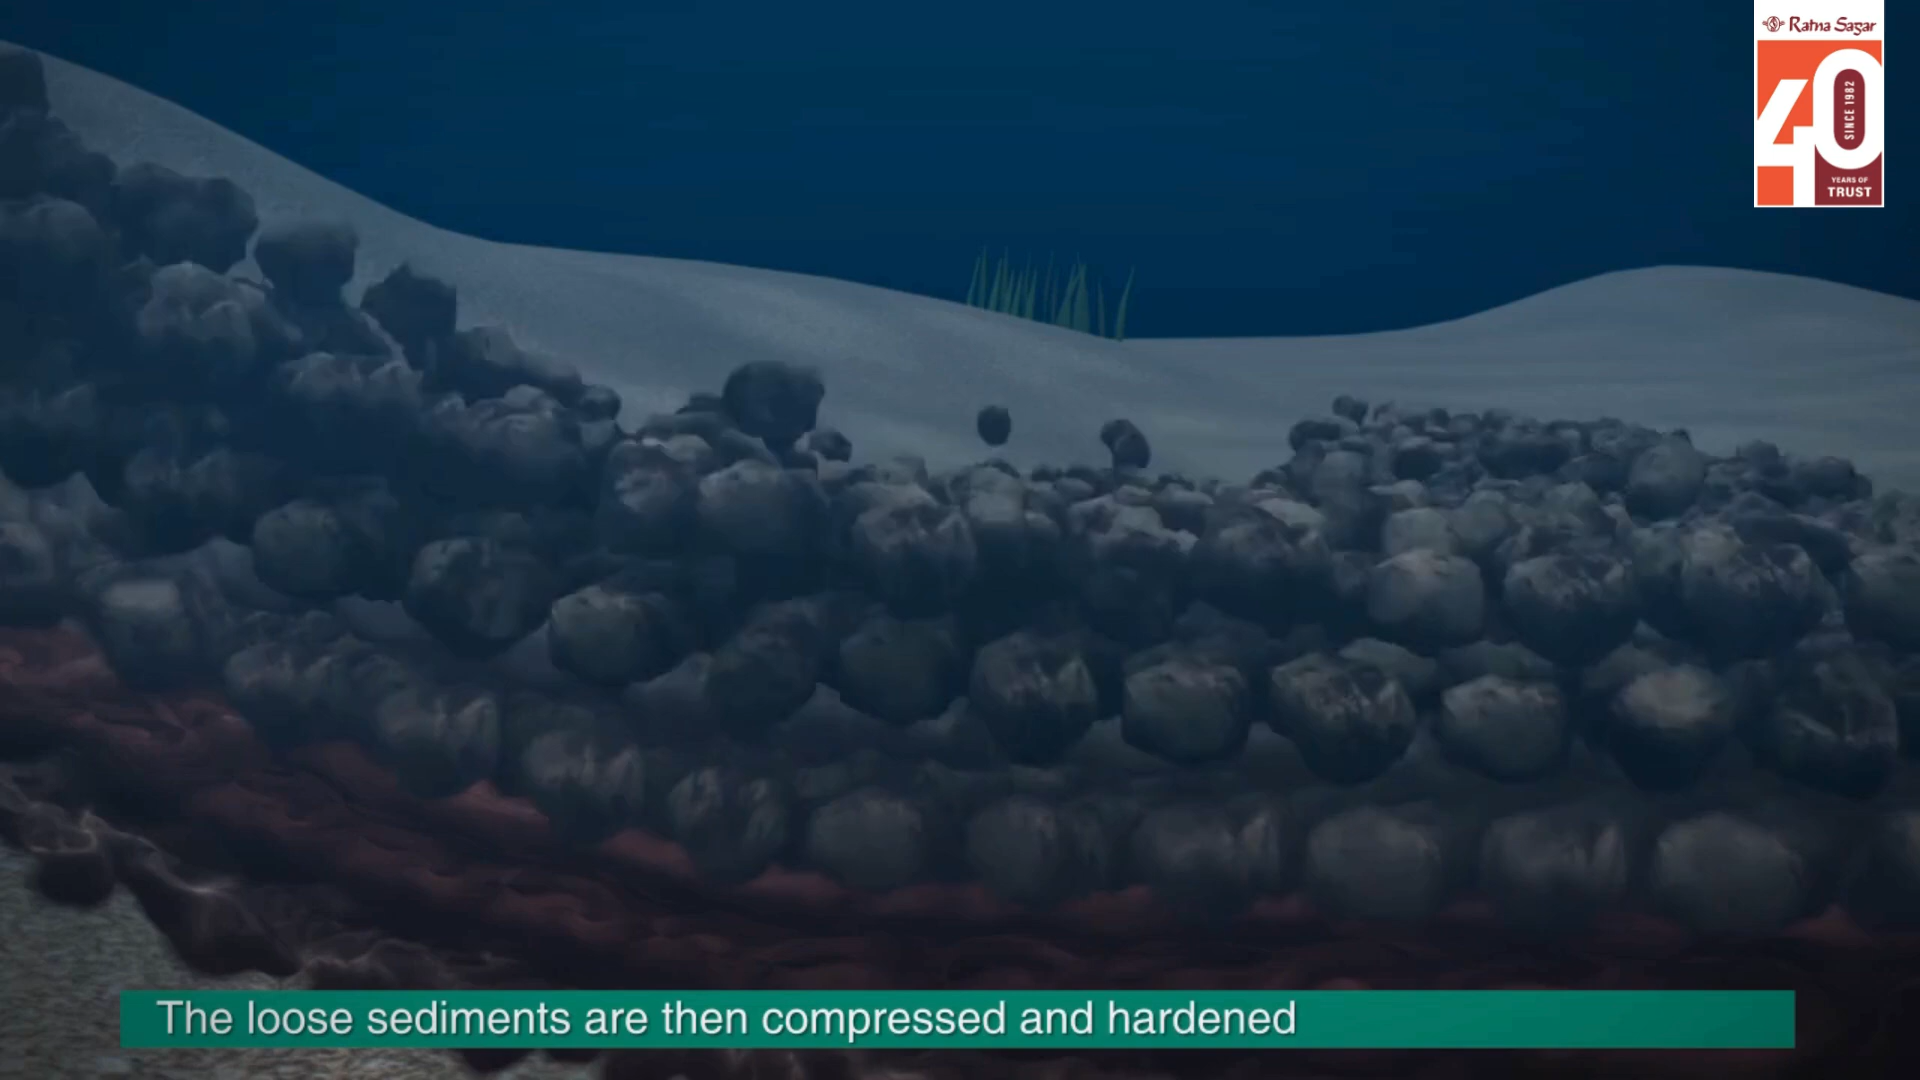 Ratna Sagar
40
SINCE 1982
YEARS OF
TRUST
The loose sediments are then compressed and hardened